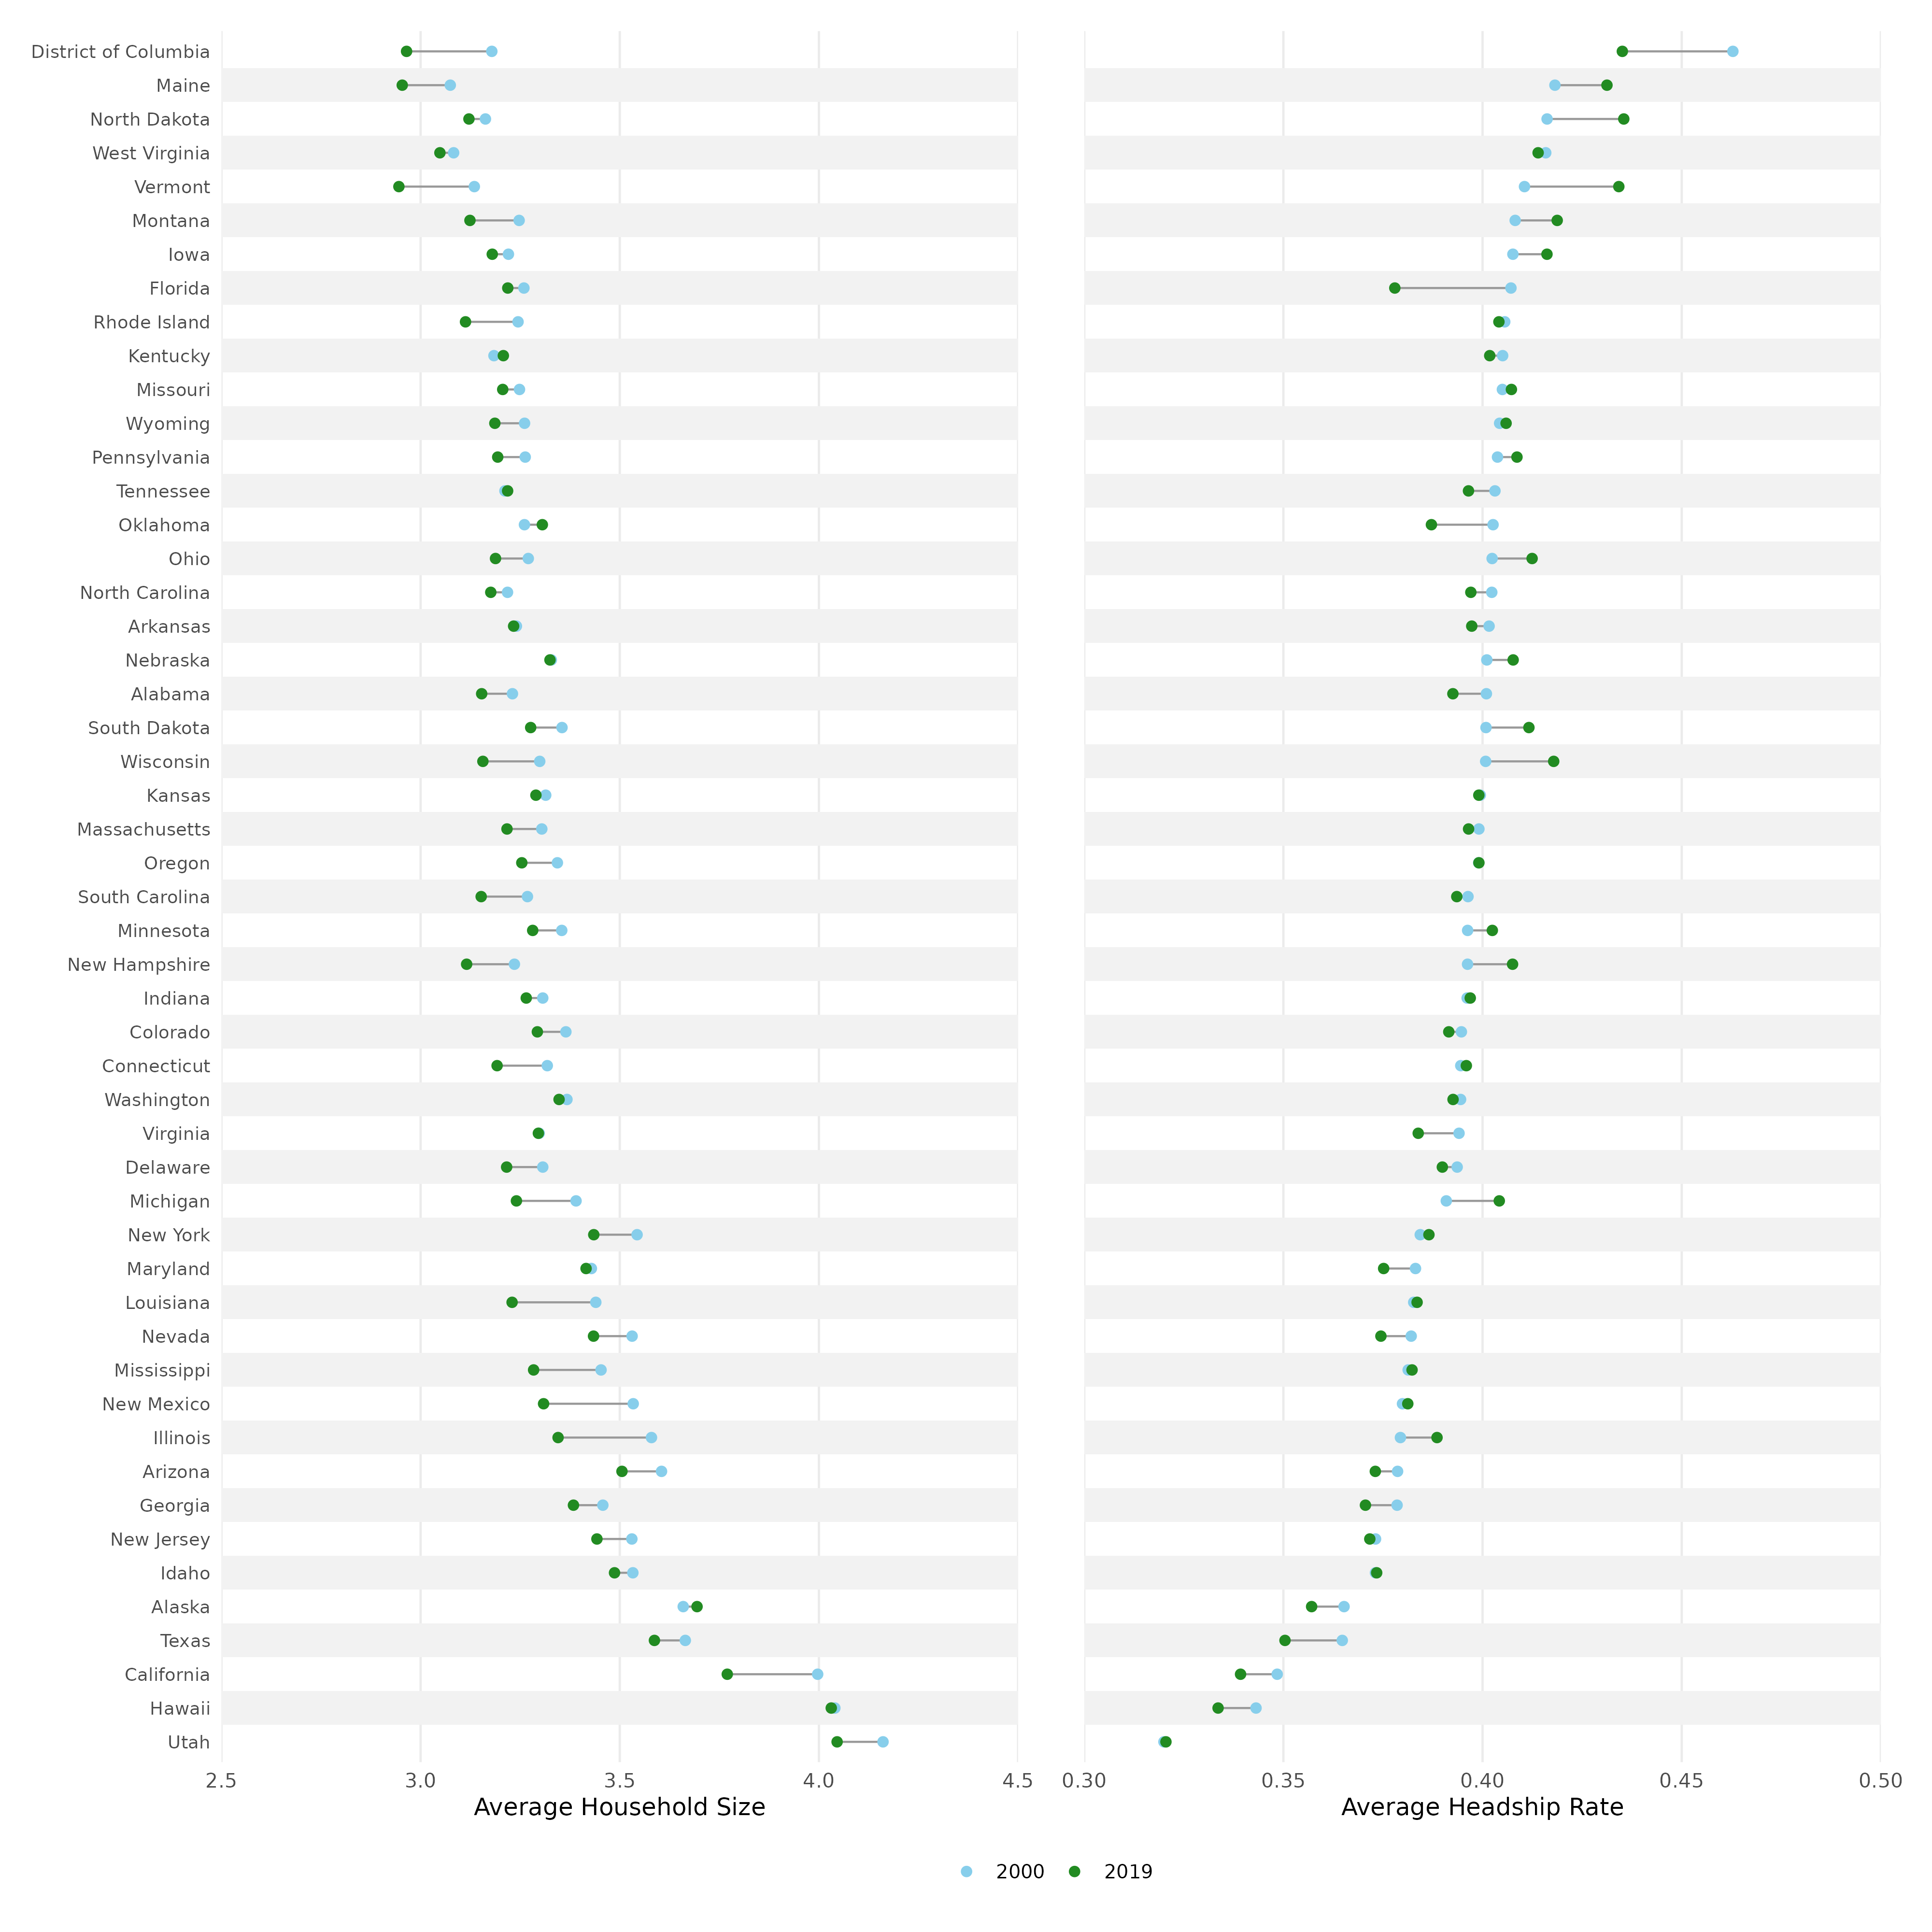 District of Columbia
Maine
North Dakota
West Virginia
Vermont
Montana
Iowa
Florida
Rhode Island
Kentucky
Missouri
Wyoming
Pennsylvania
Tennessee
Oklahoma
Ohio
North Carolina
Arkansas
Nebraska
Alabama
South Dakota
Wisconsin
Kansas
Massachusetts
Oregon
South Carolina
Minnesota
New Hampshire
Indiana
Colorado
Connecticut
Washington
Virginia
Delaware
Michigan
New York
Maryland
Louisiana
Nevada
Mississippi
New Mexico
Illinois
Arizona
Georgia
New Jersey
Idaho
Alaska
Texas
California
Hawaii
Utah
2.5 3.0 3.5 4.0 4.5
Average Household Size
0.30 0.35 0.40 0.45 0.50
Average Headship Rate
2000 2019